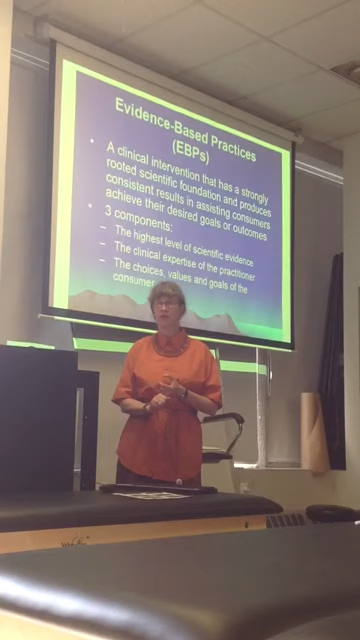 Evidence-Based Practices
(EBPs)
• A clinical intervention that has a strongly
rooted scientific foundation and produces
consistent results in assisting consumers
achieve their desired goals or outcomes
• 3 components:
– The highest level of scientific evidence
– The clinical expertise of the practitioner
– The choices, values and goals of the